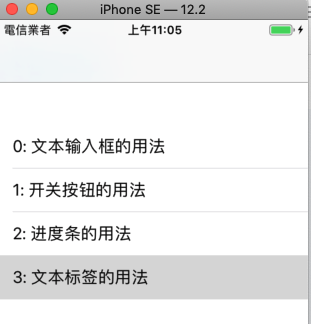 iPhone SE — 12.2
電信業者 上午11:05
0: 文本输入框的用法
1: 开关按钮的用法
2: 进度条的用法
3: 文本标签的用法